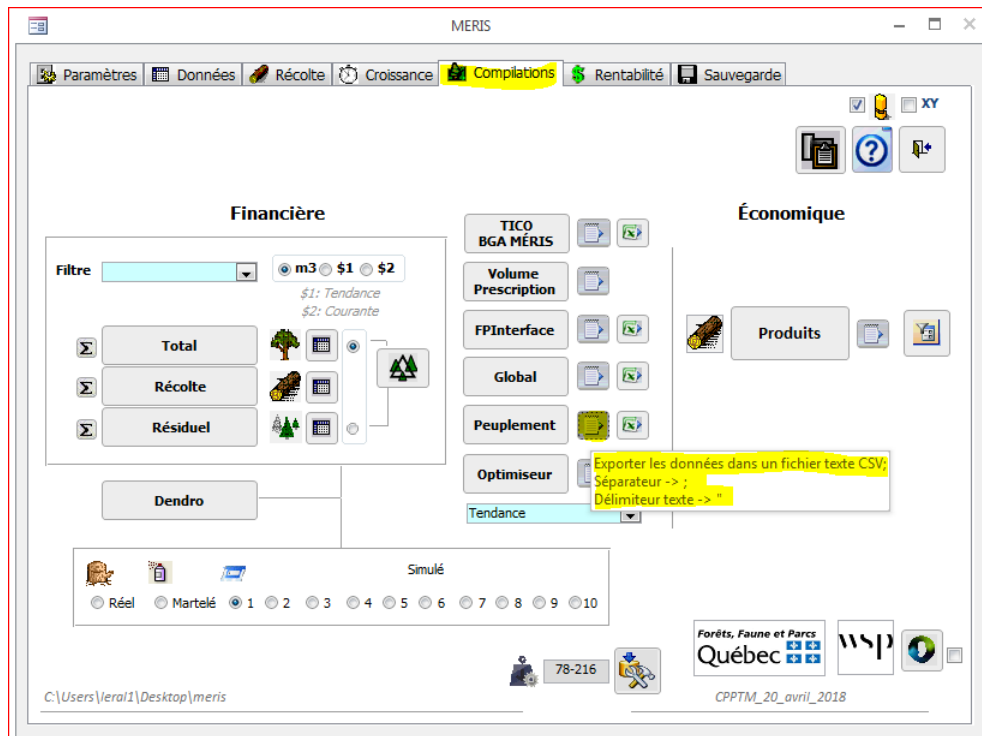 MERIS
Paramètres Données Récolte Croissance Compilations Rentabilité Sauvegarde
XY
Financière
Économique
Filtre
m3 $1 $2
$1: Tendance
$2: Courante
Σ Total
Σ Récolte
Σ Résiduel
Dendro
TICO
BGA MÉRIS
Volume
Prescription
FPInterface
Global
Peuplement
Optimiseur
Tendance
Produits
Exporter les données dans un fichier texte CSV;
Séparateur -> ;
Délimiteur texte -> "
Simulé
Réel Martelé 1 2 3 4 5 6 7 8 9 10
78-216
Forêts, Faune et Parcs
Québec
wsp
C:\Users\leral1\Desktop\meris
CPPTM_20_avril_2018